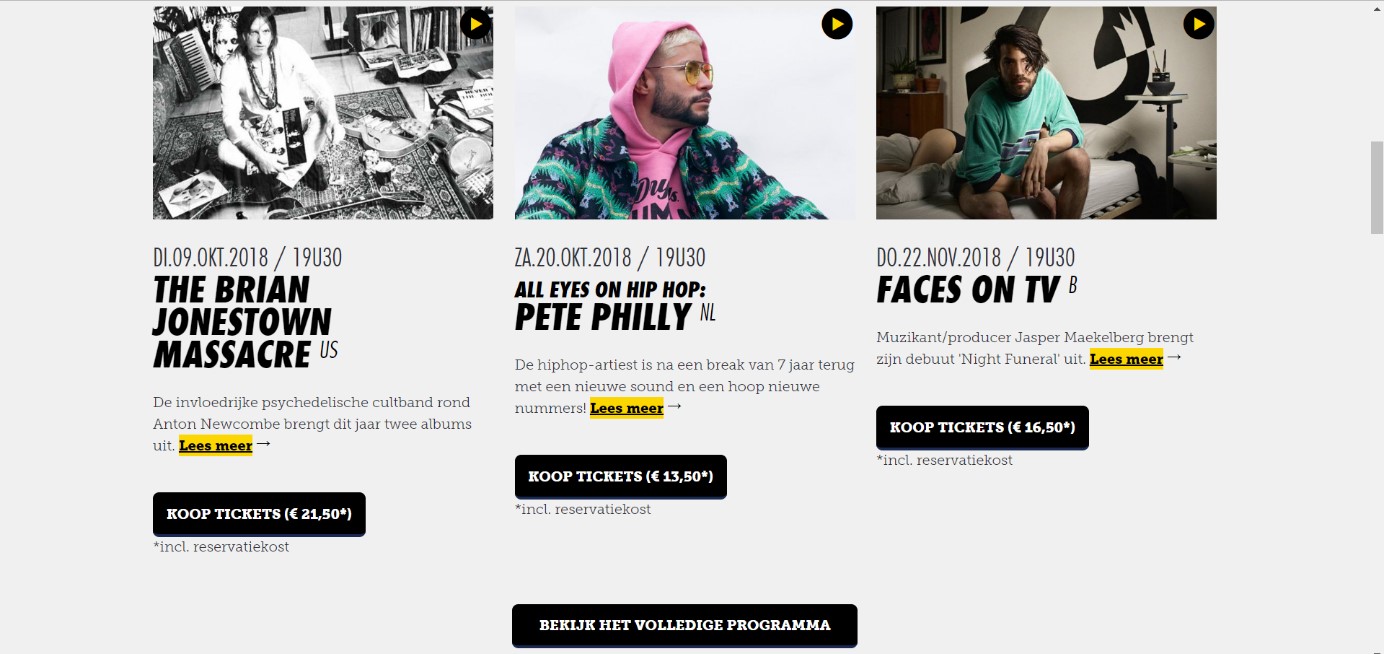 DI.09.OKT.2018 / 19U30
THE BRIAN
JONESTOWN
MASSACRE US
De invloedrijke psychedelische cultband rond
Anton Newcombe brengt dit jaar twee albums
uit. Lees meer →
KOOP TICKETS (€ 21,50*)
*incl. reservatiekost
ZA.20.OKT.2018 / 19U30
ALL EYES ON HIP HOP:
PETE PHILLY NL
De hiphop-artiest is na een break van 7 jaar terug
met een nieuwe sound en een hoop nieuwe
nummers! Lees meer →
KOOP TICKETS (€ 13,50*)
*incl. reservatiekost
DO.22.NOV.2018 / 19U30
FACES ON TV B
Muzikant/producer Jasper Maekelberg brengt
zijn debuut 'Night Funeral' uit. Lees meer →
KOOP TICKETS (€ 16,50*)
*incl. reservatiekost
BEKIJK HET VOLLEDIGE PROGRAMMA